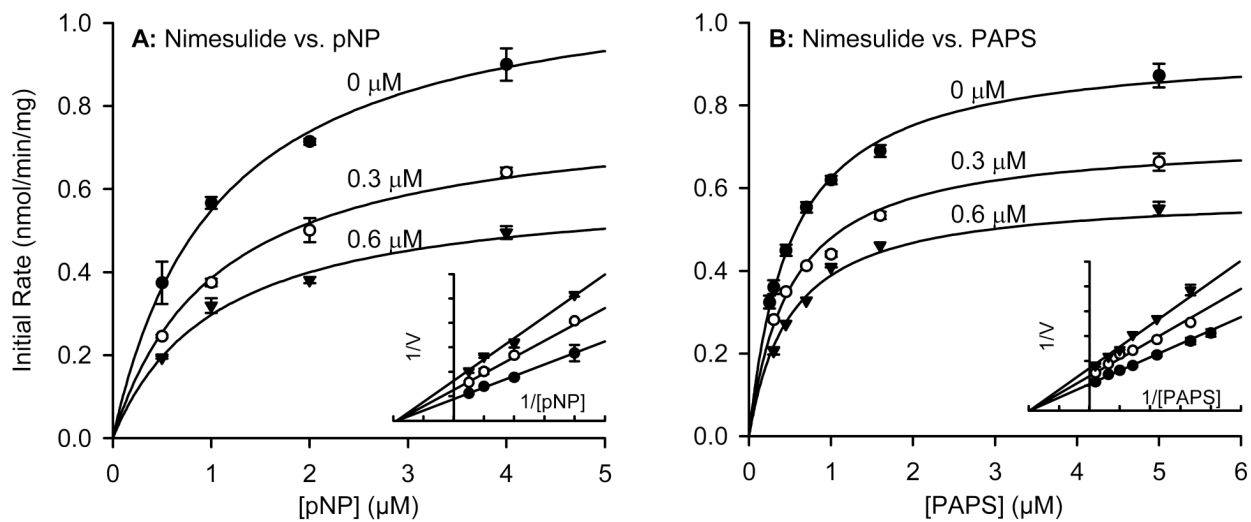 A: Nimesulide vs. pNP
B: Nimesulide vs. PAPS
Initial Rate (nmol/min/mg)
1.0
0.8
0.6
0.4
0.2
0.0
0 μM
0.3 μM
0.6 μM
1/V
1/[pNP]
0
1
2
3
4
5
[pNP] (μM)
1.0
0.8
0.6
0.4
0.2
0.0
0 μM
0.3 μM
0.6 μM
1/V
1/[PAPS]
0
1
2
3
4
5
6
[PAPS] (μM)